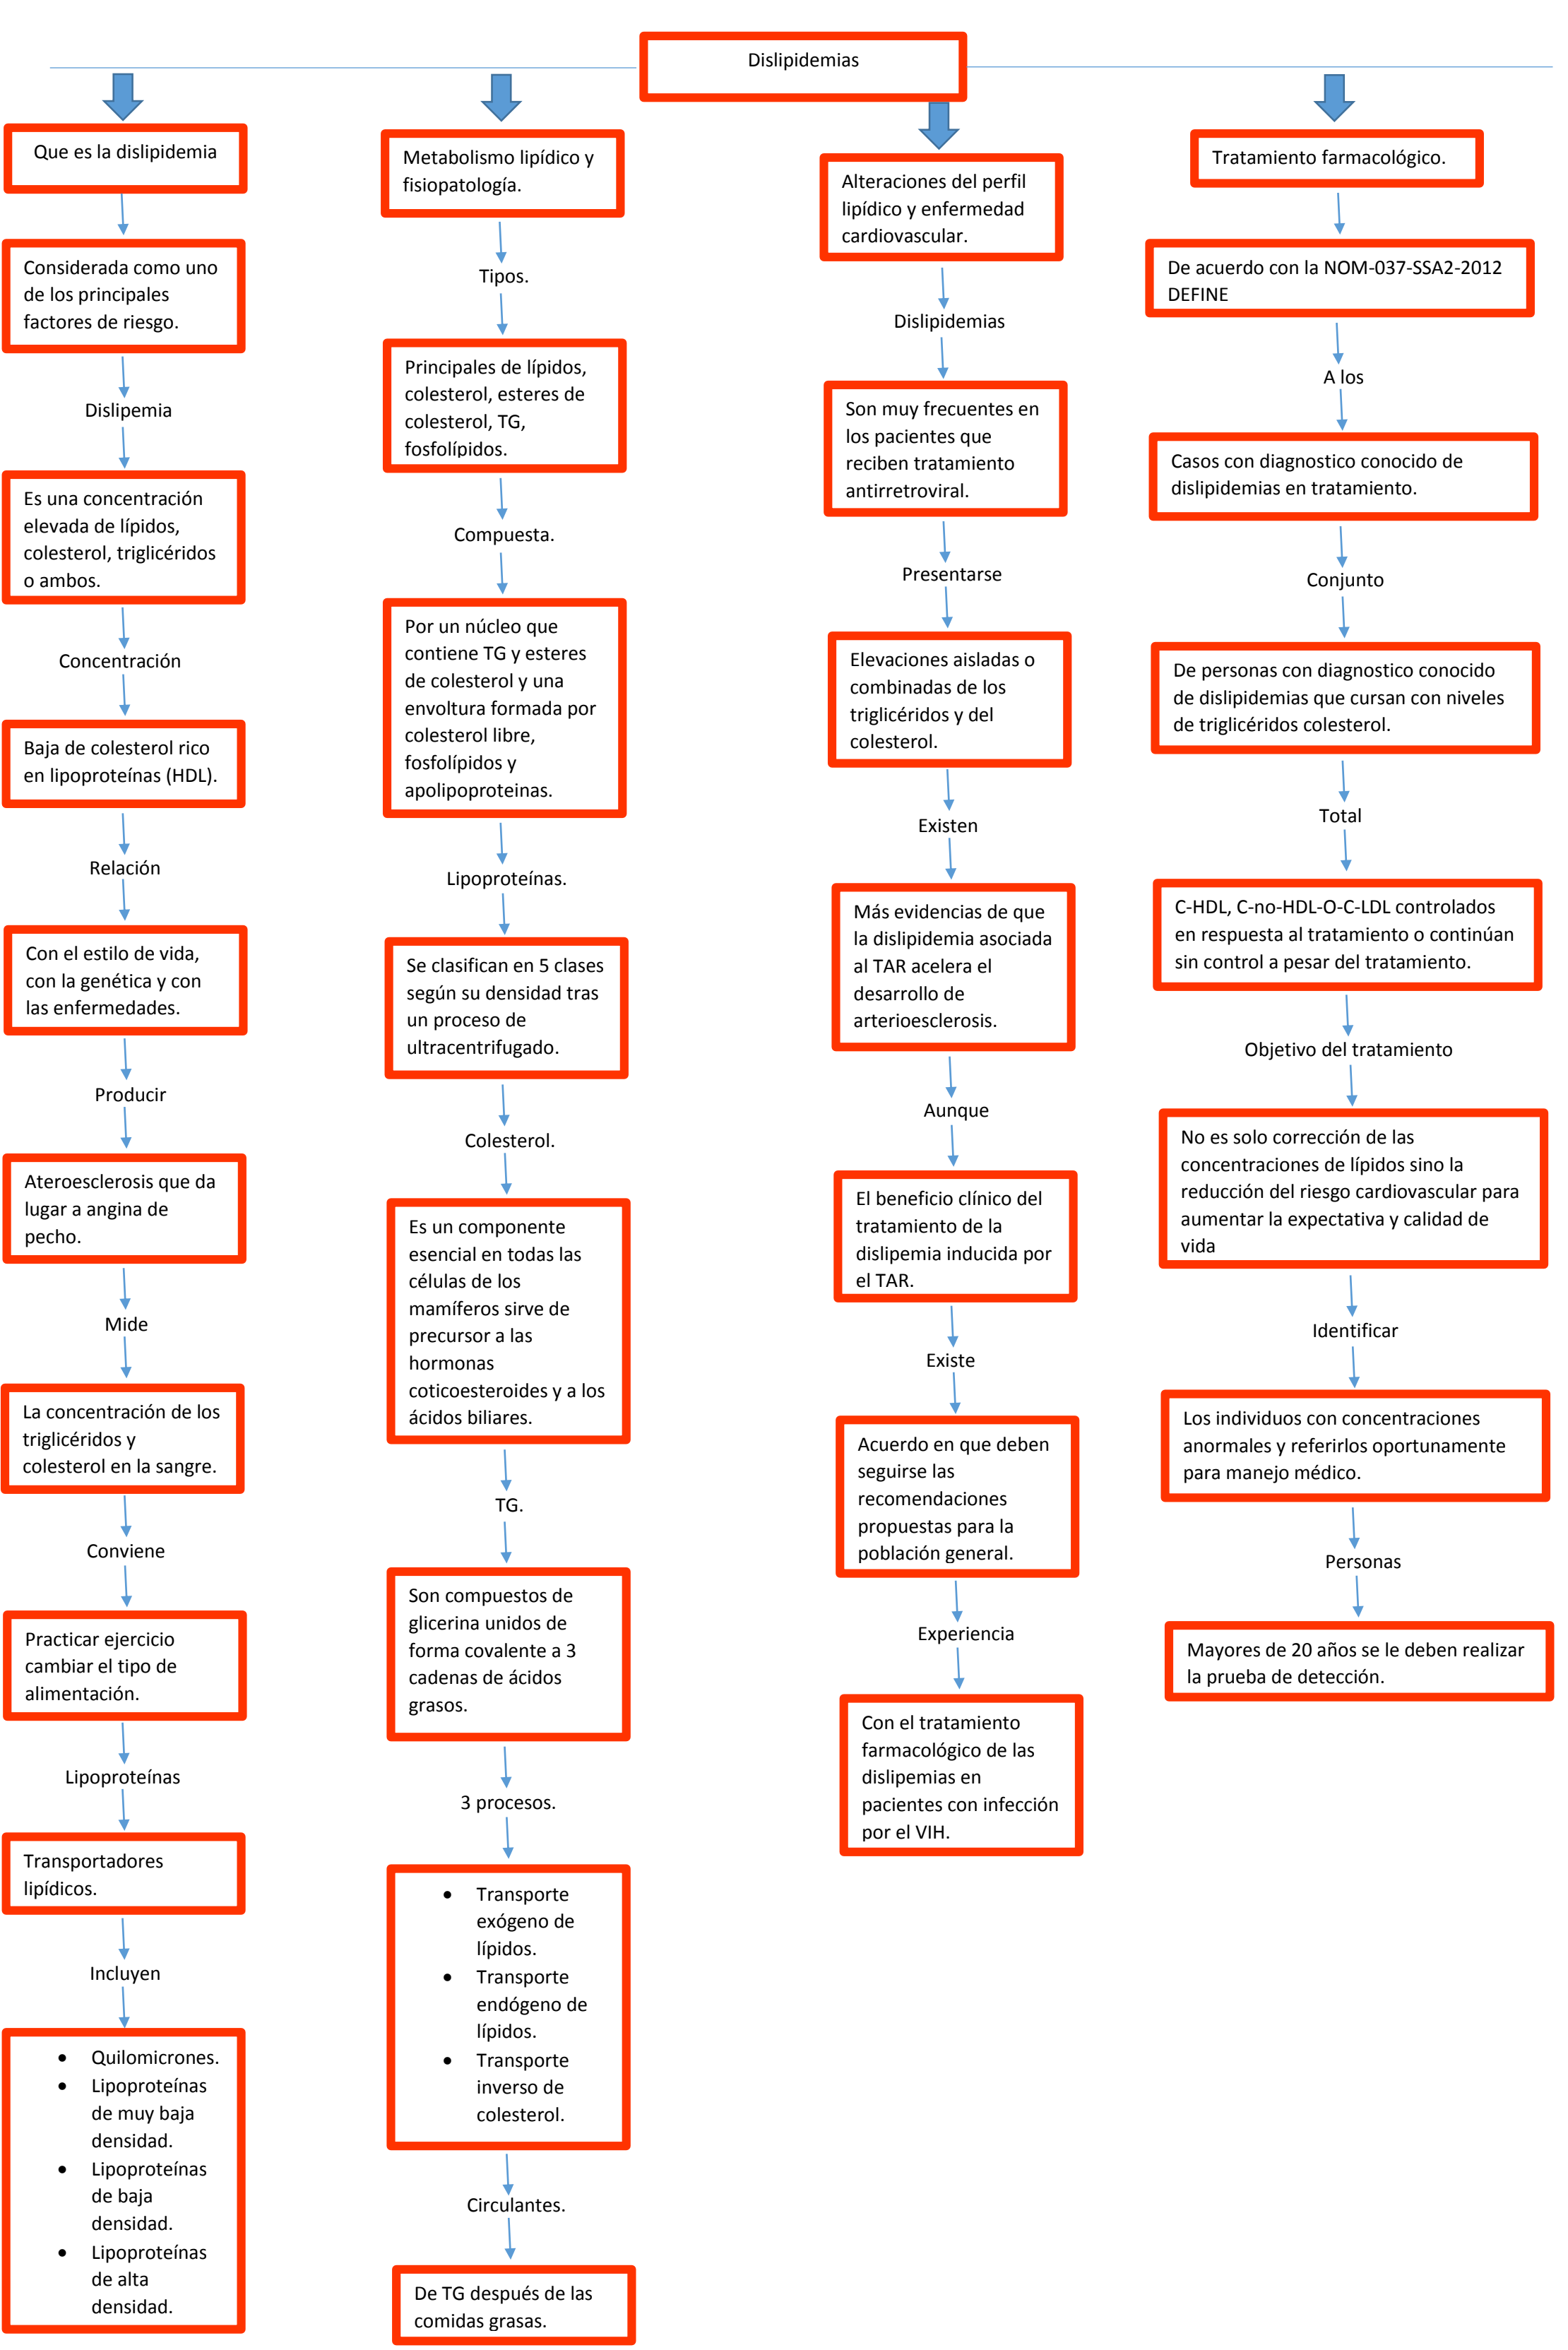 Dislipidemias
Que es la dislipidemia
Considerada como uno
de los principales
factores de riesgo.
Dislipemia
Es una concentración
elevada de lípidos,
colesterol, triglicéridos
o ambos.
Concentración
Baja de colesterol rico
en lipoproteínas (HDL).
Relación
Con el estilo de vida,
con la genética y con
las enfermedades.
Producir
Ateroesclerosis que da
lugar a angina de
pecho.
Mide
La concentración de los
triglicéridos y
colesterol en la sangre.
Conviene
Practicar ejercicio
cambiar el tipo de
alimentación.
Lipoproteínas
Transportadores
lipídicos.
Incluyen
• Quilomicrones.
• Lipoproteínas
de muy baja
densidad.
• Lipoproteínas
de baja
densidad.
• Lipoproteínas
de alta
densidad.
Metabolismo lipídico y
fisiopatología.
Tipos.
Principales de lípidos,
colesterol, esteres de
colesterol, TG,
fosfolípidos.
Compuesta.
Por un núcleo que
contiene TG y esteres
de colesterol y una
envoltura formada por
colesterol libre,
fosfolípidos y
apolipoproteinas.
Lipoproteínas.
Se clasifican en 5 clases
según su densidad tras
un proceso de
ultracentrifugado.
Colesterol.
Es un componente
esencial en todas las
células de los
mamíferos sirve de
precursor a las
hormonas
coticoesteroides y a los
ácidos biliares.
TG.
Son compuestos de
glicerina unidos de
forma covalente a 3
cadenas de ácidos
grasos.
3 procesos.
• Transporte
exógeno de
lípidos.
• Transporte
endógeno de
lípidos.
• Transporte
inverso de
colesterol.
Circulantes.
De TG después de las
comidas grasas.
Alteraciones del perfil
lipídico y enfermedad
cardiovascular.
Dislipidemias
Son muy frecuentes en
los pacientes que
reciben tratamiento
antirretroviral.
Presentarse
Elevaciones aisladas o
combinadas de los
triglicéridos y del
colesterol.
Existen
Más evidencias de que
la dislipidemia asociada
al TAR acelera el
desarrollo de
arterioesclerosis.
Aunque
El beneficio clínico del
tratamiento de la
dislipemia inducida por
el TAR.
Existe
Acuerdo en que deben
seguirse las
recomendaciones
propuestas para la
población general.
Experiencia
Con el tratamiento
farmacológico de las
dislipemias en
pacientes con infección
por el VIH.
Tratamiento farmacológico.
De acuerdo con la NOM-037-SSA2-2012
DEFINE
A los
Casos con diagnostico conocido de
dislipidemias en tratamiento.
Conjunto
De personas con diagnostico conocido
de dislipidemias que cursan con niveles
de triglicéridos colesterol.
Total
C-HDL, C-no-HDL-O-C-LDL controlados
en respuesta al tratamiento o continúan
sin control a pesar del tratamiento.
Objetivo del tratamiento
No es solo corrección de las
concentraciones de lípidos sino la
reducción del riesgo cardiovascular para
aumentar la expectativa y calidad de
vida
Identificar
Los individuos con concentraciones
anormales y referirlos oportunamente
para manejo médico.
Personas
Mayores de 20 años se le deben realizar
la prueba de detección.